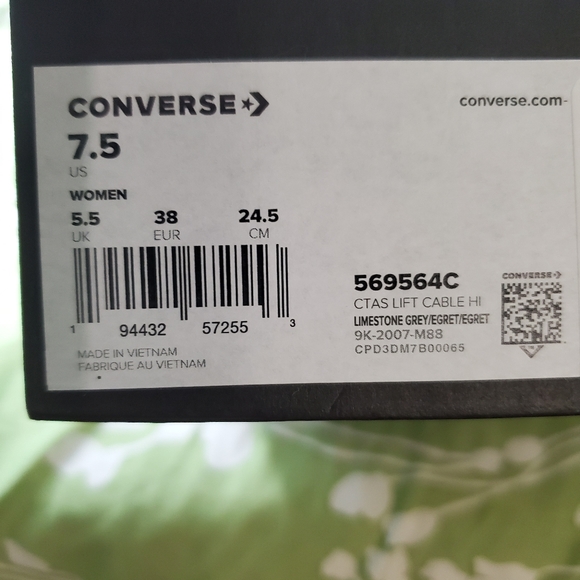 CONVERSE
converse.com
7.5
US
WOMEN
5.5 38 24.5
UK EUR CM
1 94432 57255 3
MADE IN VIETNAM
FABRIQUE AU VIETNAM
569564C
CTAS LIFT CABLE HI
LIMESTONE GREY/EGRET/EGRET
9K-2007-M88
CPD3DM7B00065
CONVERSE